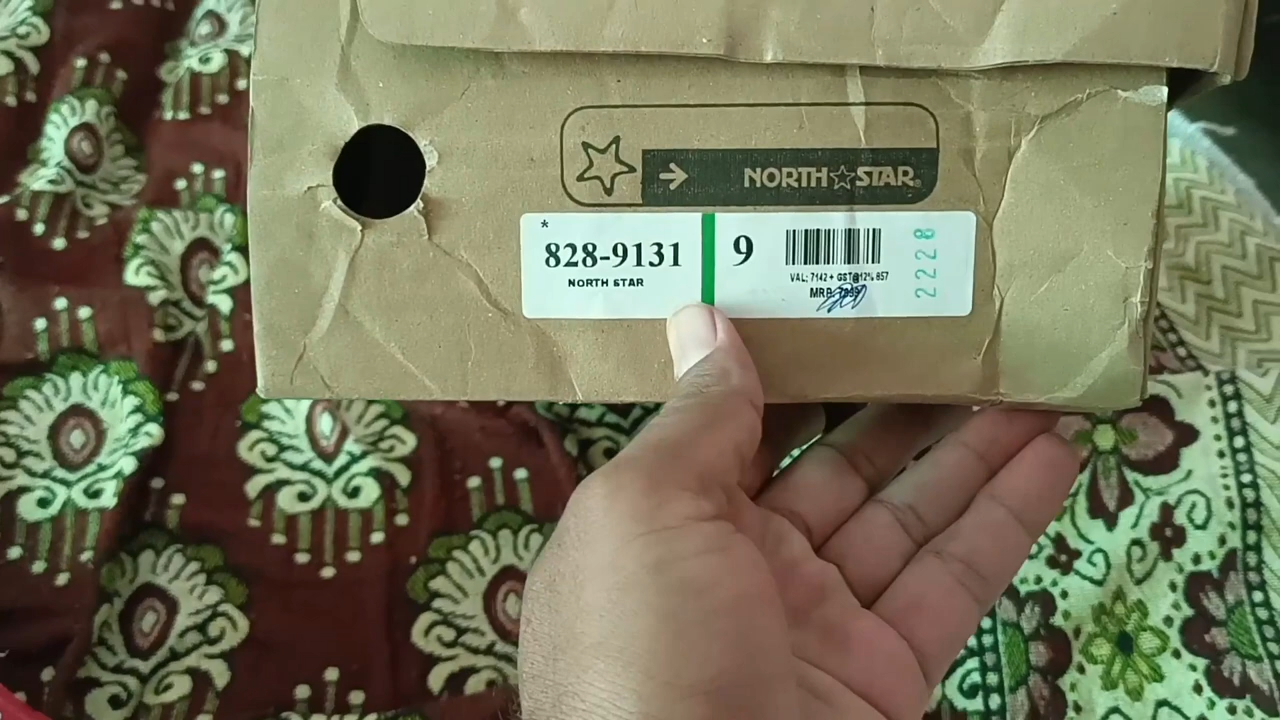 NORTH STAR®
*
828-9131
NORTH STAR
9
VAL; 7142 + GST@12% 857
MRP:
2228